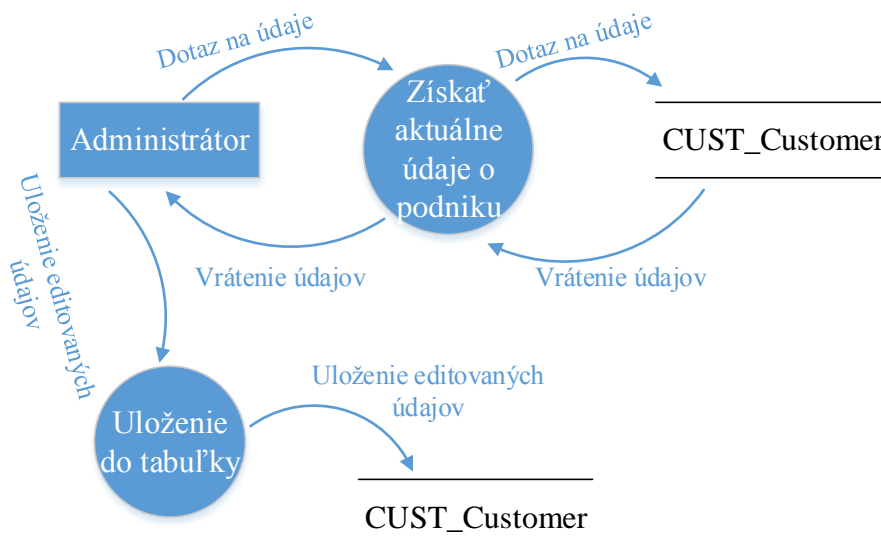 Dotaz na údaje
Dotaz na údaje
Získať
aktuálne
údaje o
podniku
Administrátor
CUST_Customer
Vrátenie údajov
Vrátenie údajov
Uloženie editovaných
údajov
Uloženie editovaných
údajov
Uloženie
do tabuľky
CUST_Customer